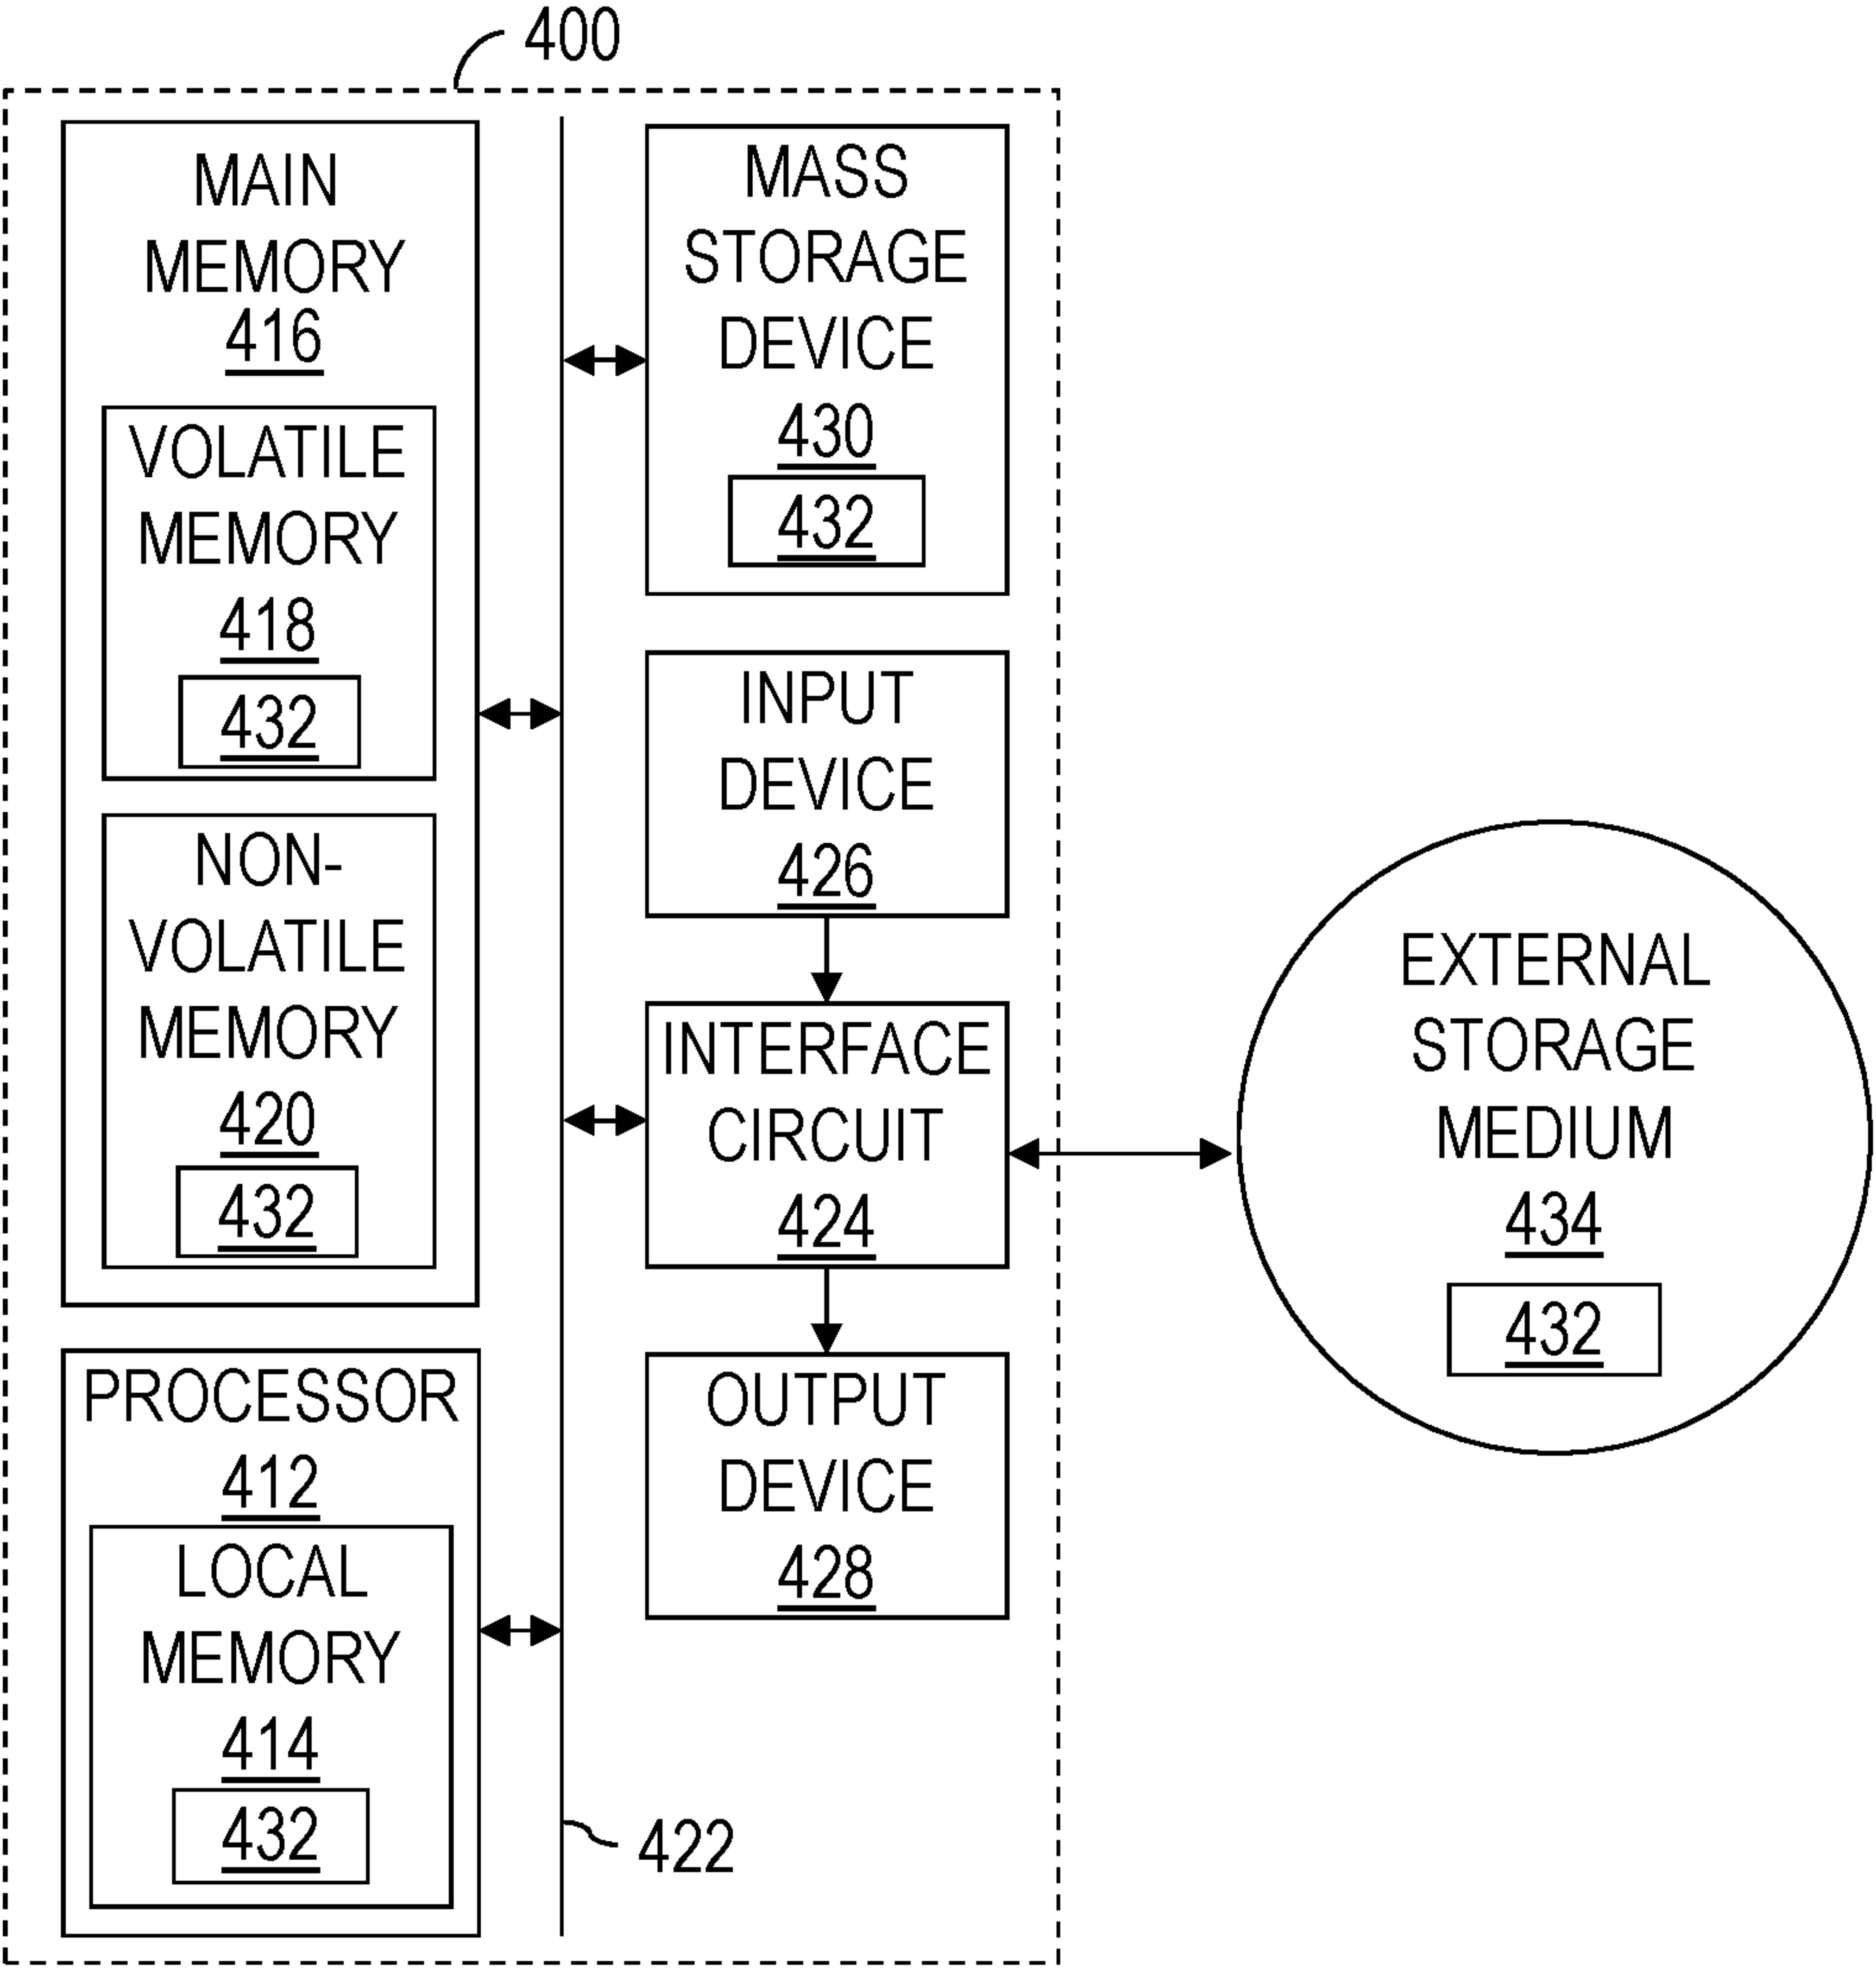 400
MAIN
MEMORY
416
VOLATILE
MEMORY
418
432
NON-
VOLATILE
MEMORY
420
432
PROCESSOR
412
LOCAL
MEMORY
414
432
422
MASS
STORAGE
DEVICE
430
432
INPUT
DEVICE
426
INTERFACE
CIRCUIT
424
OUTPUT
DEVICE
428
EXTERNAL
STORAGE
MEDIUM
434
432